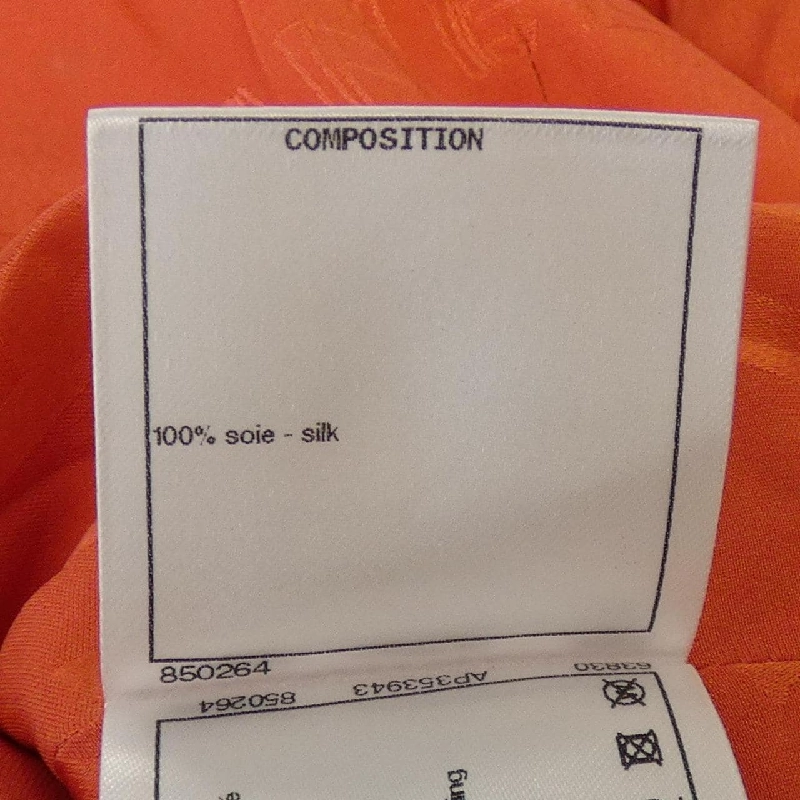 COMPOSITION
100% soie - silk
850264
63830 AP353943 850264